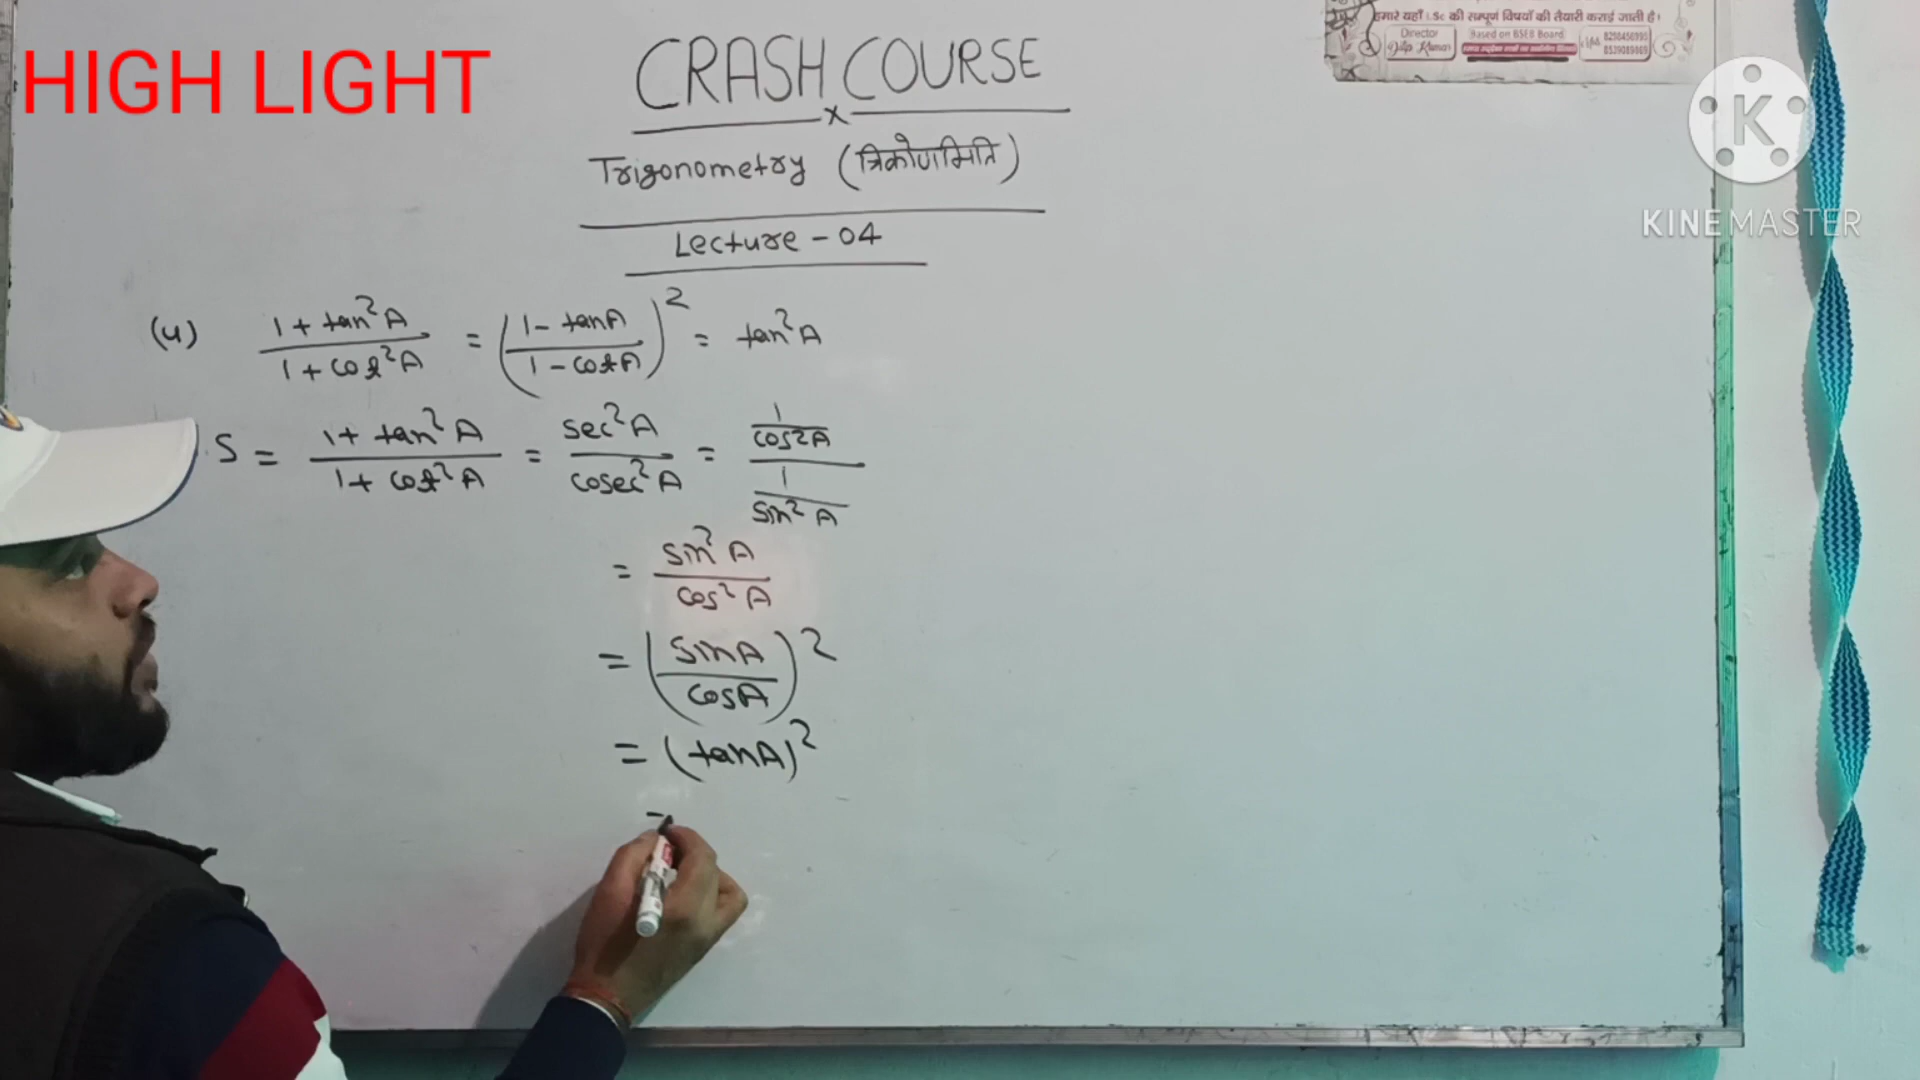 HIGH LIGHT
CRASH COURSE
x
Trigonometry (त्रिकोणमिति)
Lecture - 04
(4) 1 + tan²A / 1 + cot²A = (1 - tanA / 1 - cotA)² = tan²A
.S = 1 + tan²A / 1 + cot²A = sec²A / cosec²A = 1/cos²A / 1/sin²A
= sin²A / cos²A
= (sinA / cosA)²
= (tanA)²
हमारे यहाँ I.Sc की सम्पूर्ण विषयों की तैयारी कराई जाती है।
Director
Dilip Kumar
Based on BSEB Board
K
KINEMASTER